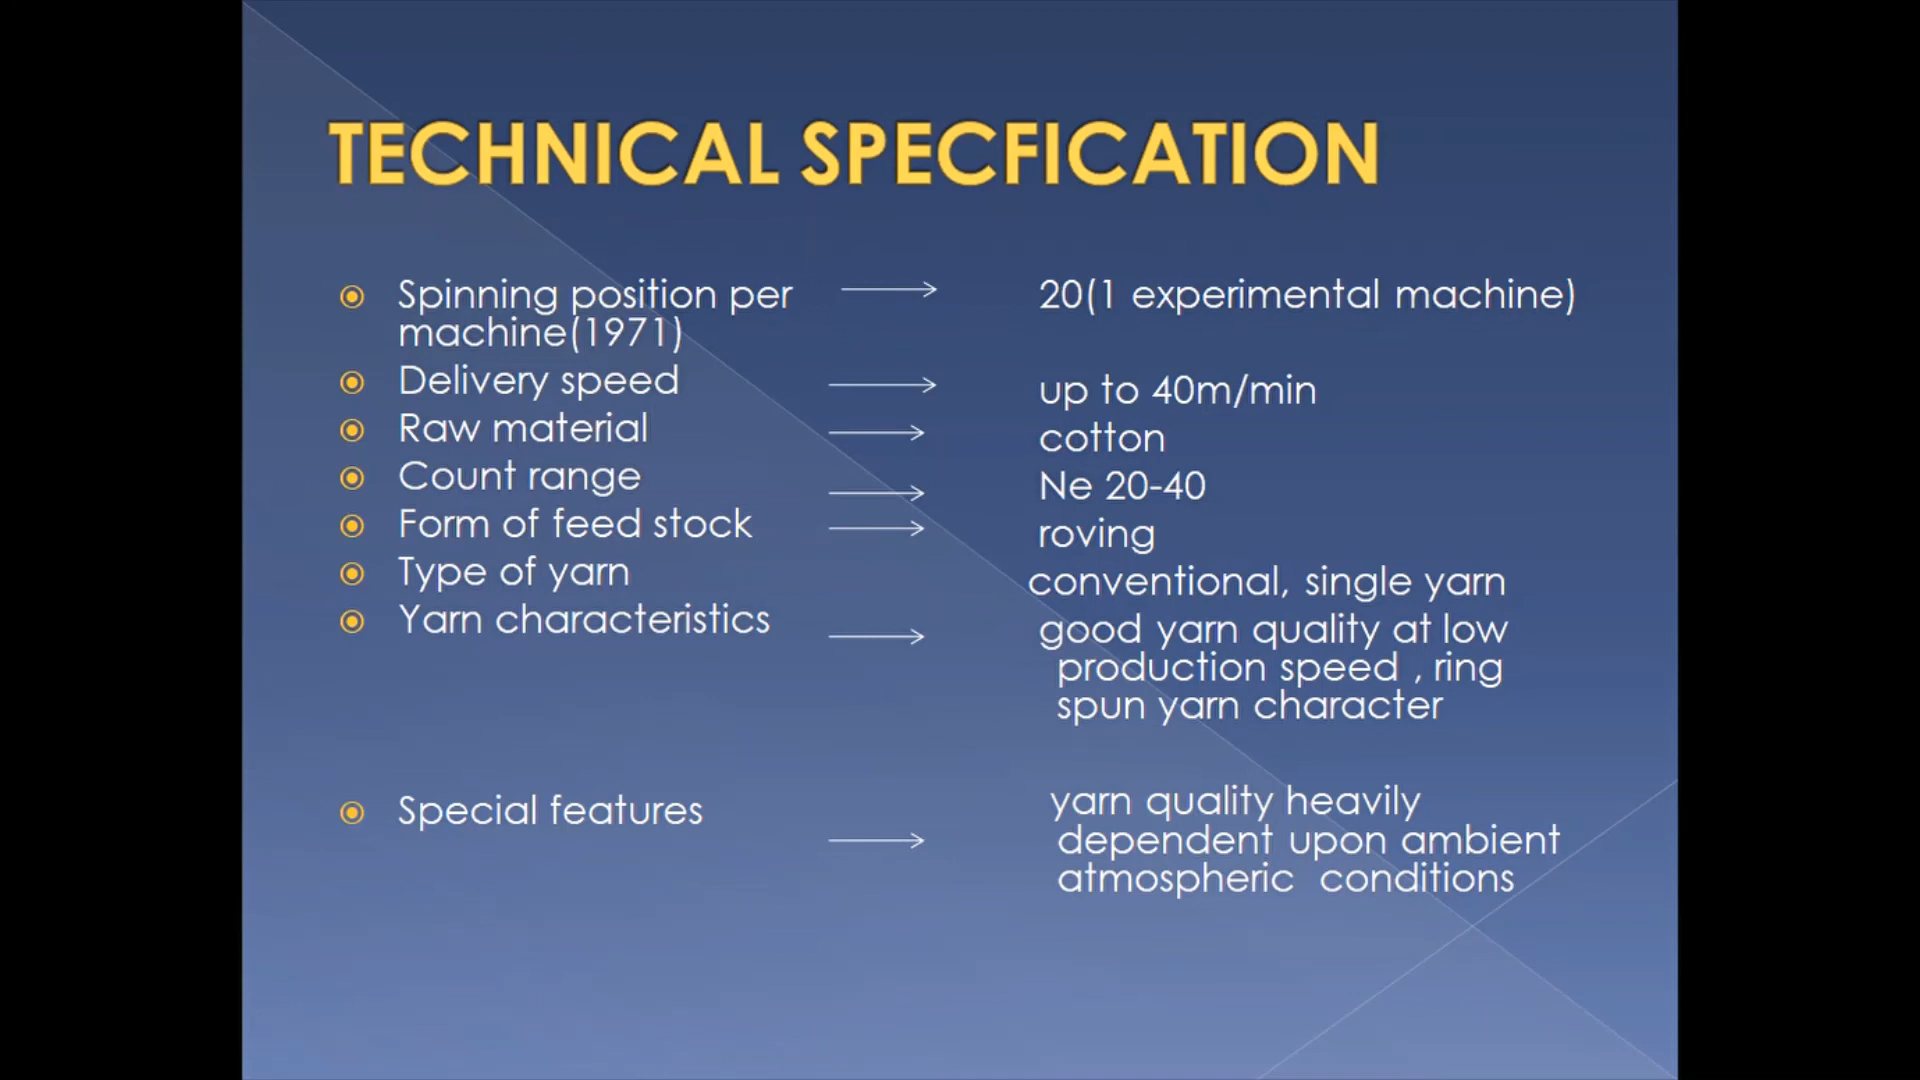 TECHNICAL SPECFICATION
Spinning position per 20(1 experimental machine)
machine(1971)
Delivery speed up to 40m/min
Raw material cotton
Count range Ne 20-40
Form of feed stock roving
Type of yarn conventional, single yarn
Yarn characteristics good yarn quality at low
production speed , ring
spun yarn character
Special features yarn quality heavily
dependent upon ambient
atmospheric conditions